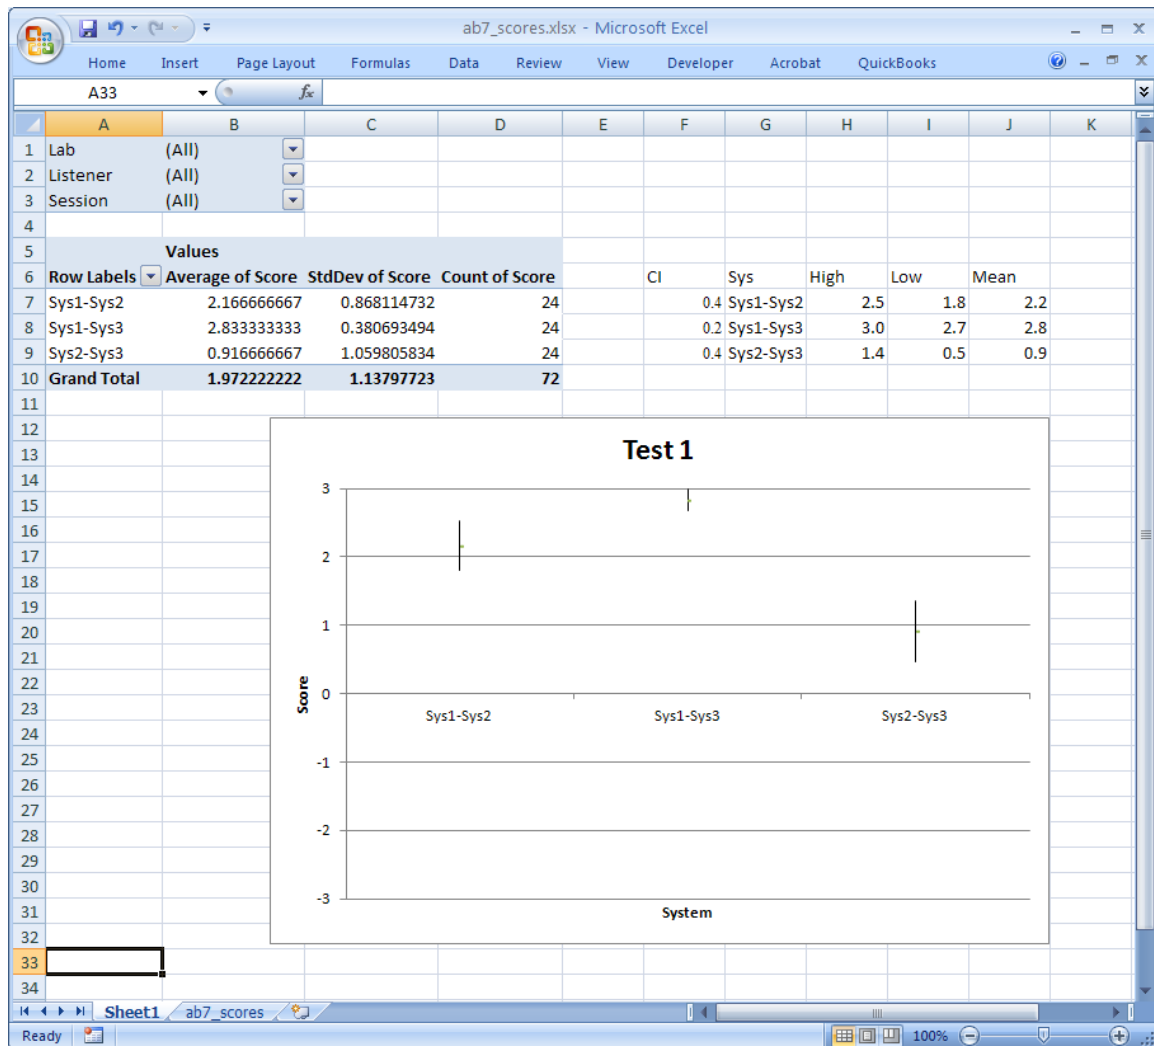 ab7_scores.xlsx - Microsoft Excel
Home Insert Page Layout Formulas Data Review View Developer Acrobat QuickBooks
A33 fx
A B C D E F G H I J K
1 Lab (All)
2 Listener (All)
3 Session (All)
4
5 Values
6 Row Labels Average of Score StdDev of Score Count of Score CI Sys High Low Mean
7 Sys1-Sys2 2.166666667 0.868114732 24 0.4 Sys1-Sys2 2.5 1.8 2.2
8 Sys1-Sys3 2.833333333 0.380693494 24 0.2 Sys1-Sys3 3.0 2.7 2.8
9 Sys2-Sys3 0.916666667 1.059805834 24 0.4 Sys2-Sys3 1.4 0.5 0.9
10 Grand Total 1.972222222 1.13797723 72
11
12
13 Test 1
14
15 3
16
17 2
18
19
20 1
21
22
23 Score 0
Sys1-Sys2 Sys1-Sys3 Sys2-Sys3
24
25 -1
26
27
28 -2
29
30
31 -3
System
32
33
34
Sheet1 ab7_scores
Ready 100%